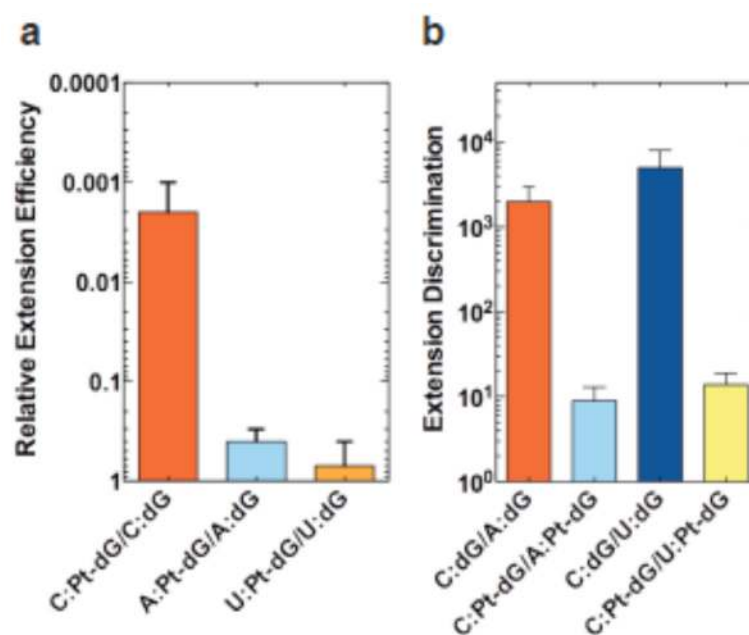 a
Relative Extension Efficiency
0.0001
0.001
0.01
0.1
1
C:Pt-dG/C:dG
A:Pt-dG/A:dG
U:Pt-dG/U:dG
b
Extension Discrimination
10⁴
10³
10²
10¹
10⁰
C:dG/A:dG
C:Pt-dG/A:Pt-dG
C:dG/U:dG
C:Pt-dG/U:Pt-dG